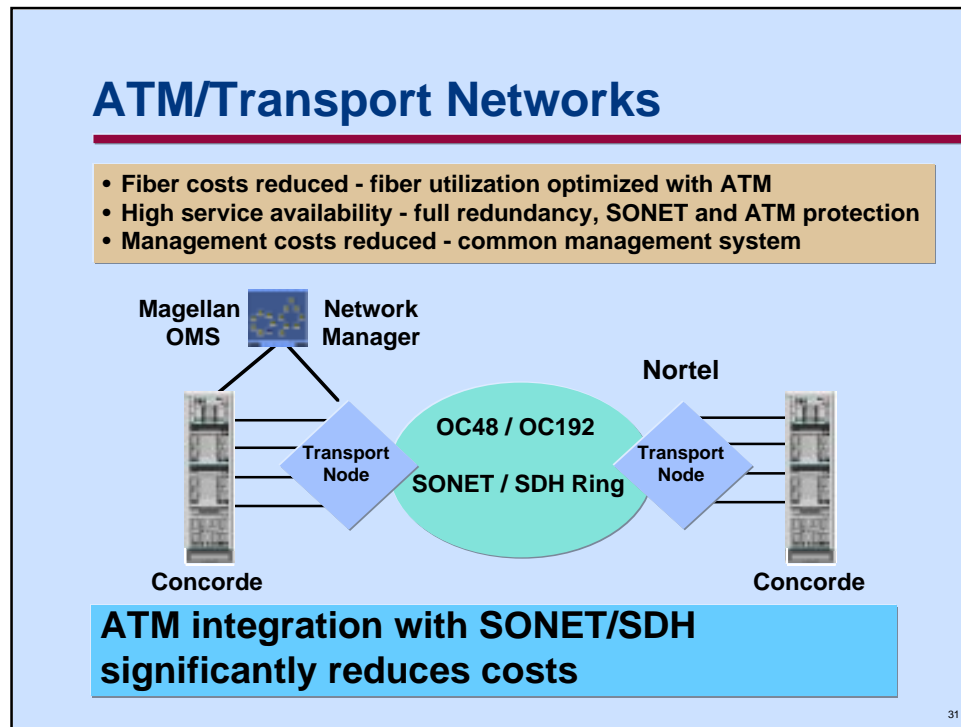 ATM/Transport Networks
• Fiber costs reduced - fiber utilization optimized with ATM
• High service availability - full redundancy, SONET and ATM protection
• Management costs reduced - common management system
Magellan
OMS
Network
Manager
Nortel
OC48 / OC192
SONET / SDH Ring
Transport
Node
Transport
Node
Concorde
Concorde
ATM integration with SONET/SDH
significantly reduces costs
31